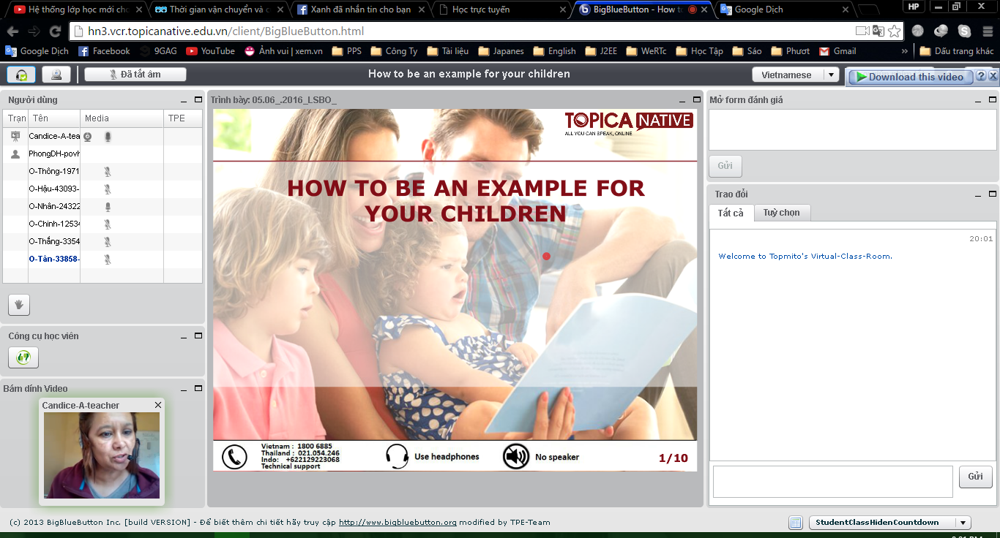 Hệ thống lớp học mới cho
Thời gian vận chuyển và c
Xanh đã nhắn tin cho bạn
Học trực tuyến
BigBlueButton - How to
Google Dịch
HP
hn3.vcr.topicanative.edu.vn/client/BigBlueButton.html
Google Dịch
Facebook
9GAG
YouTube
Ảnh vui | xem.vn
PPS
Công Ty
Tài liệu
Japanes
English
J2EE
WeRTc
Học Tập
Sáo
Phượt
Gmail
»
Dấu trang khác
Đã tắt âm
How to be an example for your children
Vietnamese
Download this video
Người dùng
Trạn Tên Media TPE
Candice-A-tea
PhongDH-povh
O-Thông-1971
O-Hậu-43093-
O-Nhân-24322
O-Chinh-12534
O-Thắng-3354
O-Tân-33858-
Công cụ học viên
Bấm dính Video
Candice-A-teacher
Trình bày: 05.06_.2016_LSBO_
TOPICA NATIVE
ALL YOU CAN SPEAK, ONLINE
HOW TO BE AN EXAMPLE FOR
YOUR CHILDREN
Vietnam : 1800 6885
Thailand : 021.054.246
Indo: +622129223068
Technical support
Use headphones
No speaker
1/10
Mở form đánh giá
Gửi
Trao đổi
Tất cả
Tuỳ chọn
20:01
Welcome to Topmito's Virtual-Class-Room.
Gửi
(c) 2013 BigBlueButton Inc. [build VERSION] - Để biết thêm chi tiết hãy truy cập http://www.bigbluebutton.org modified by TPE-Team
StudentClassHidenCountdown